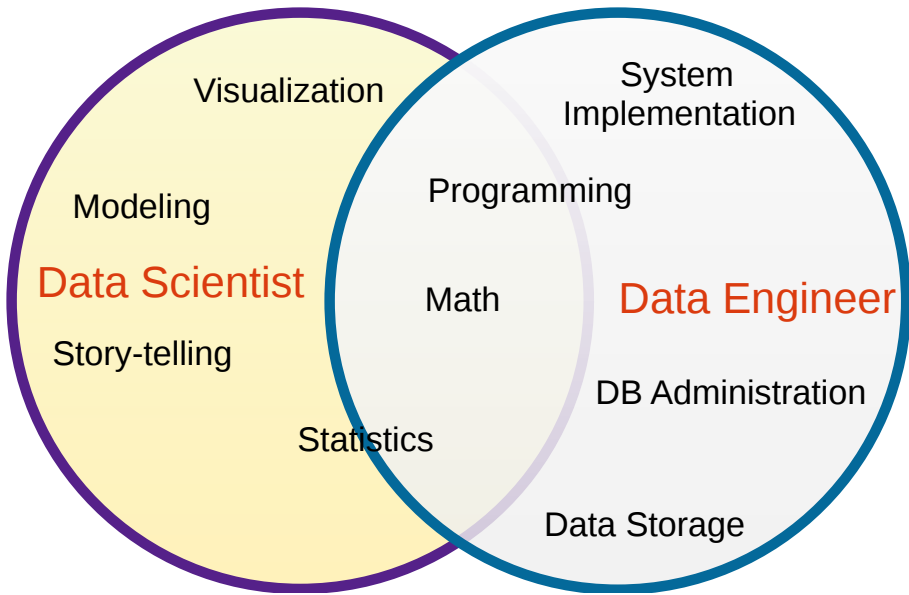 Visualization
System
Implementation
Programming
Modeling
Data Scientist
Math
Data Engineer
Story-telling
DB Administration
Statistics
Data Storage